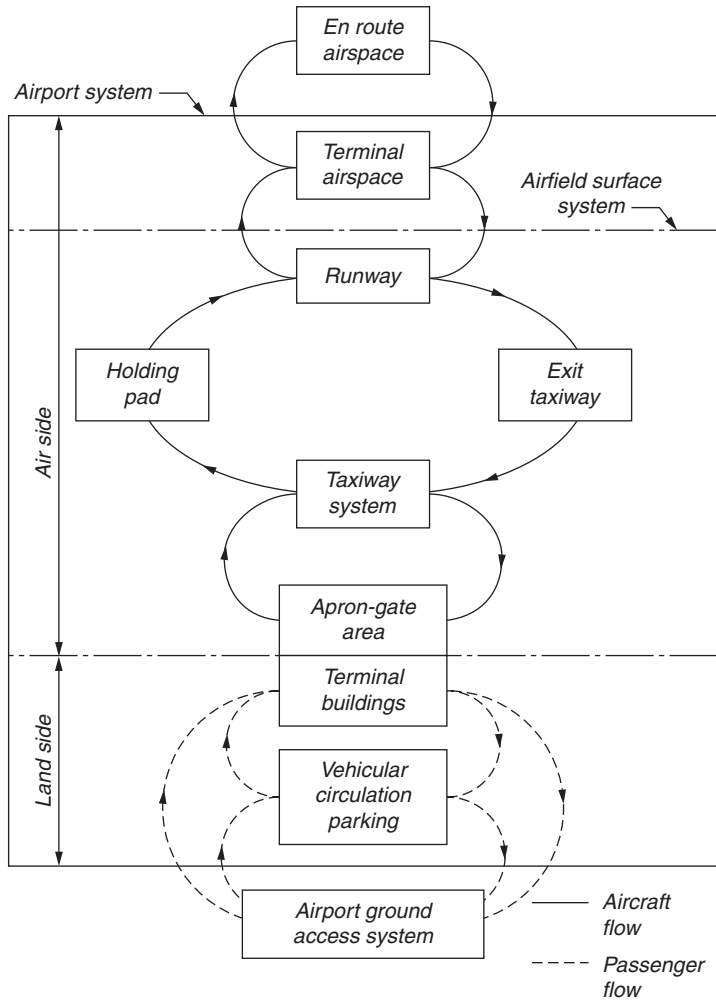 En route
airspace
Airport system
Terminal
airspace
Airfield surface
system
Runway
Holding
pad
Exit
taxiway
Air side
Taxiway
system
Apron-gate
area
Terminal
buildings
Land side
Vehicular
circulation
parking
Airport ground
access system
Aircraft
flow
Passenger
flow